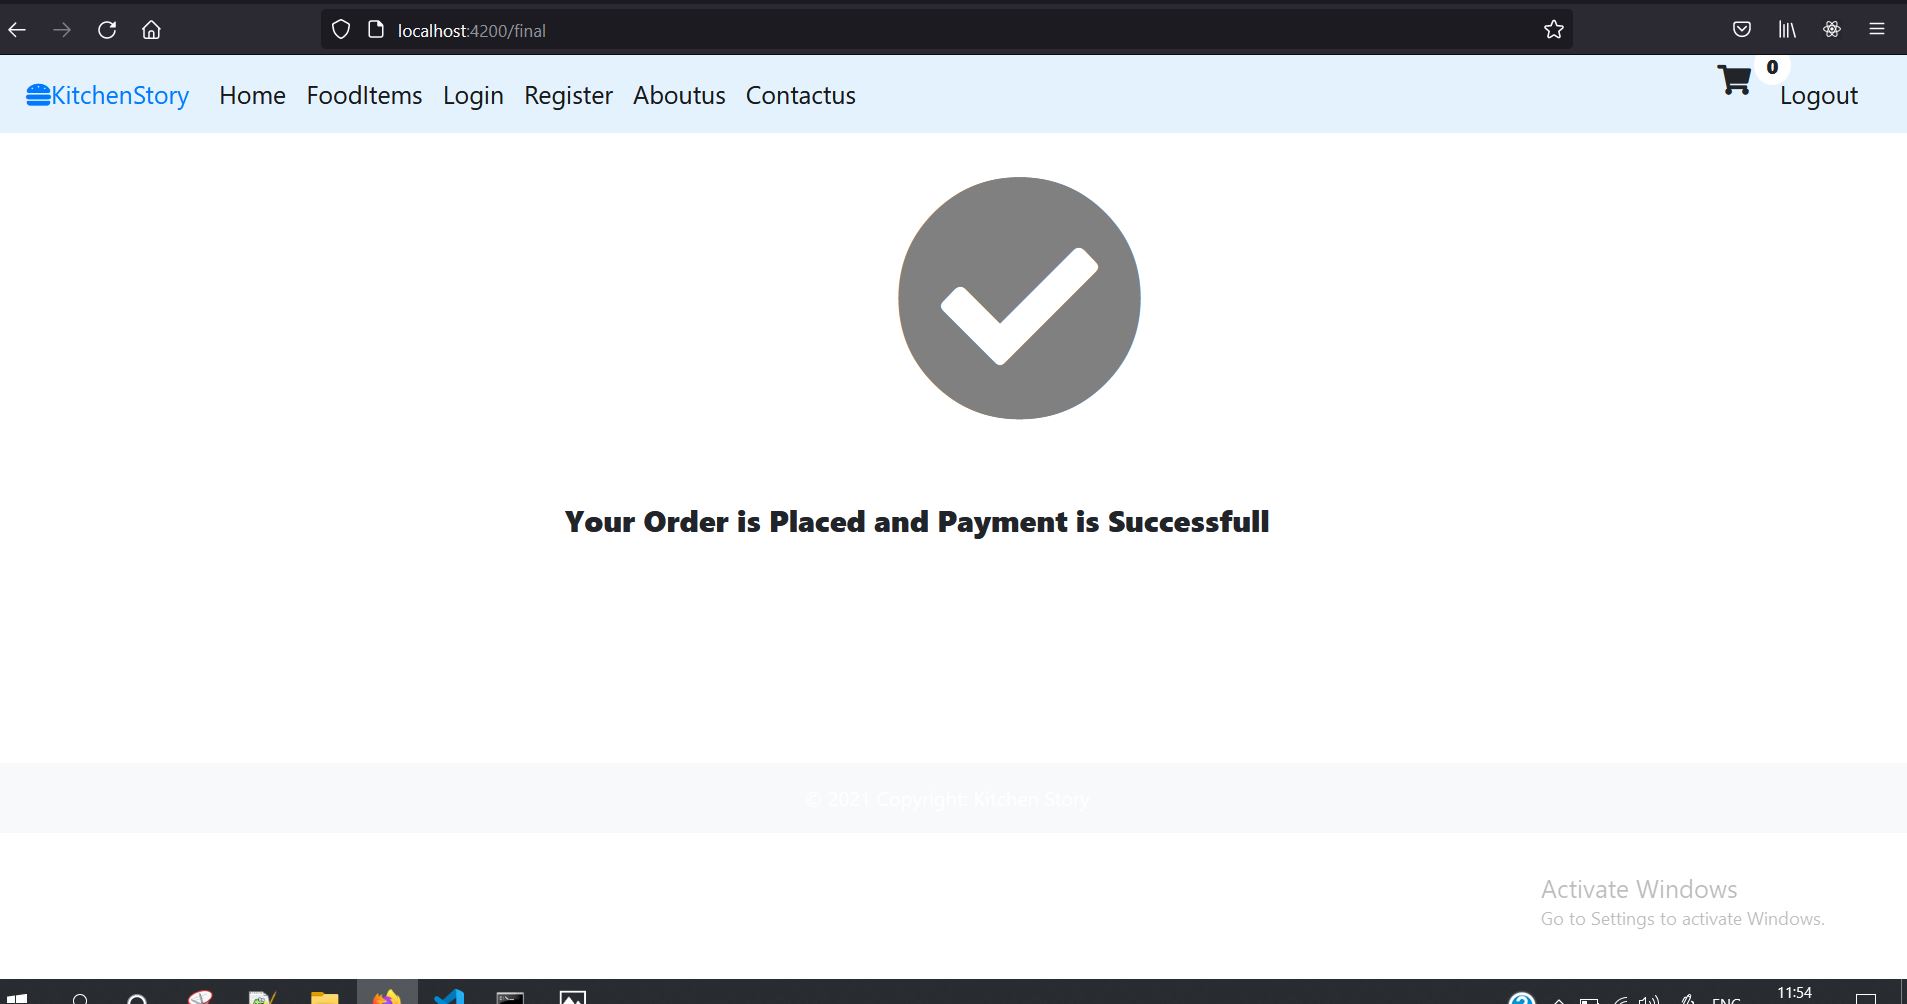 localhost:4200/final
KitchenStory Home FoodItems Login Register Aboutus Contactus 0 Logout
Your Order is Placed and Payment is Successfull
© 2021 Copyright: Kitchen Story
Activate Windows
Go to Settings to activate Windows.
ENG 11:54